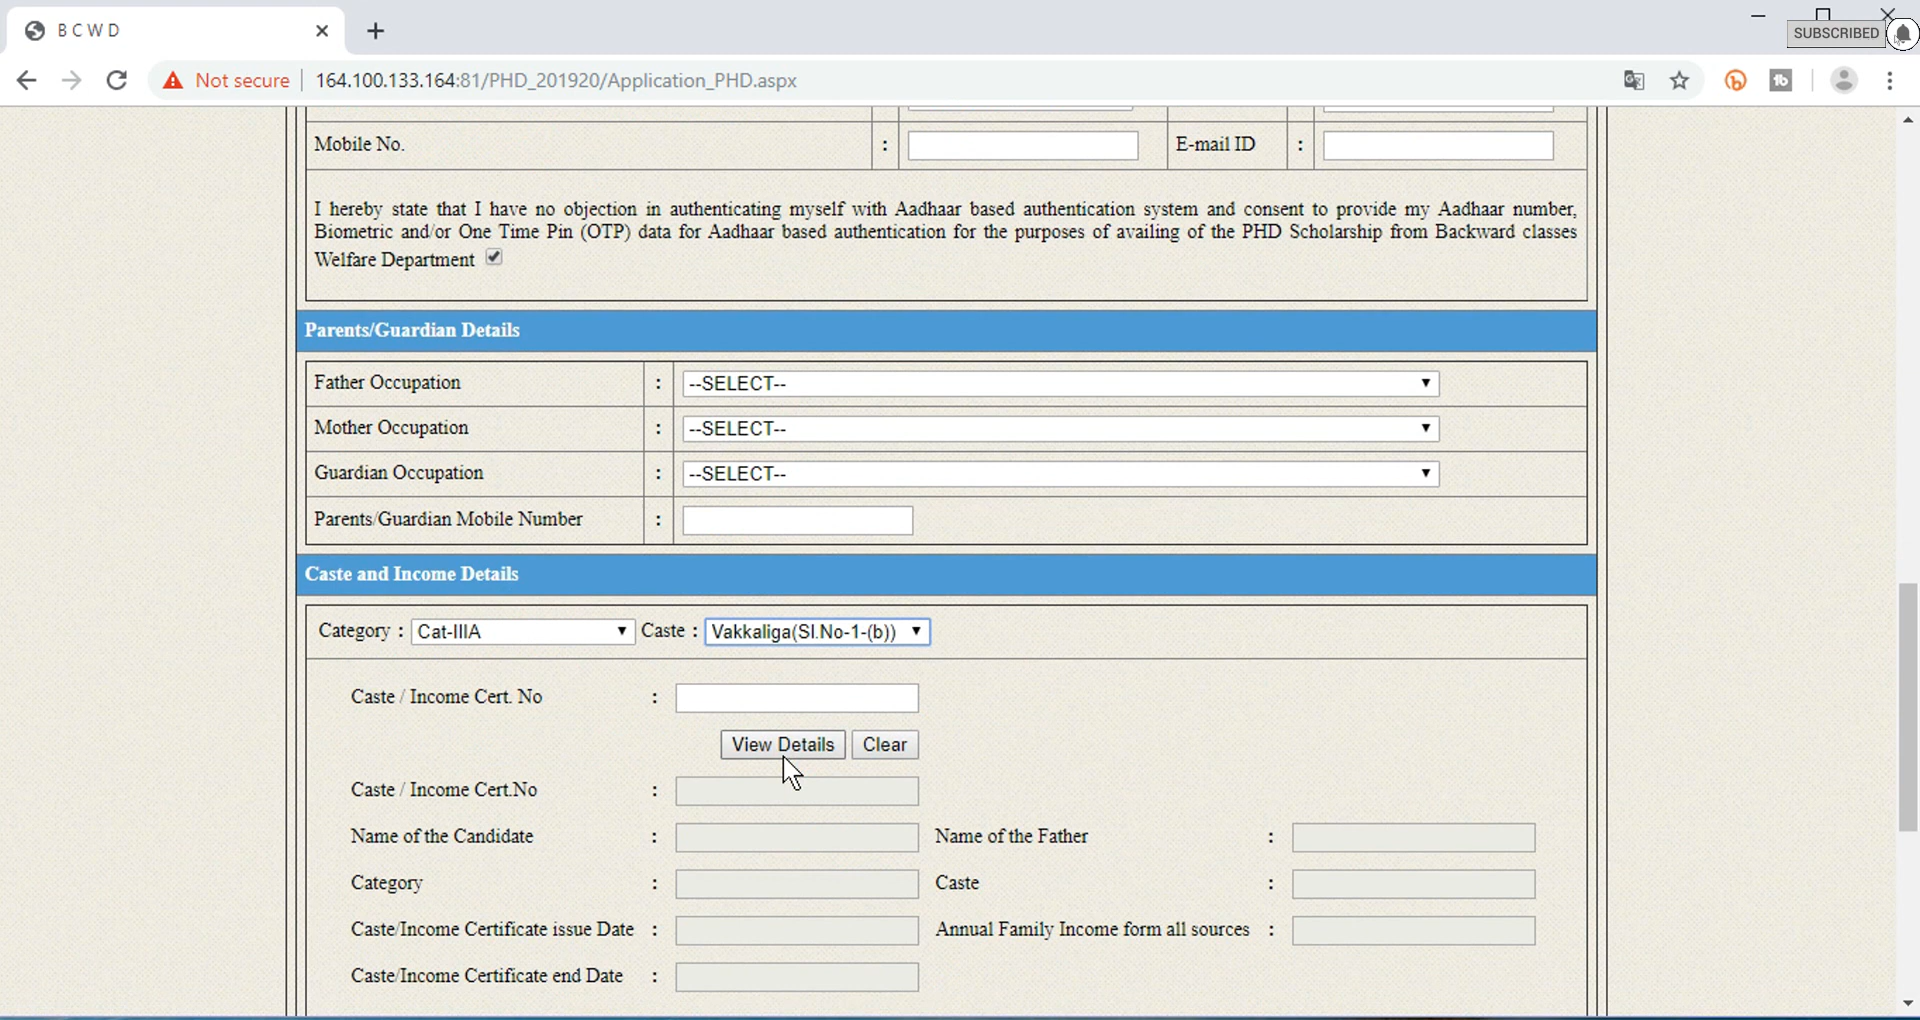 B C W D
SUBSCRIBED
Not secure
164.100.133.164:81/PHD_201920/Application_PHD.aspx
Mobile No. : E-mail ID :
I hereby state that I have no objection in authenticating myself with Aadhaar based authentication system and consent to provide my Aadhaar number,
Biometric and/or One Time Pin (OTP) data for Aadhaar based authentication for the purposes of availing of the PHD Scholarship from Backward classes
Welfare Department
Parents/Guardian Details
Father Occupation : --SELECT--
Mother Occupation : --SELECT--
Guardian Occupation : --SELECT--
Parents/Guardian Mobile Number :
Caste and Income Details
Category : Cat-IIIA Caste : Vakkaliga(Sl.No-1-(b))
Caste / Income Cert. No :
View Details Clear
Caste / Income Cert.No :
Name of the Candidate : Name of the Father :
Category : Caste :
Caste/Income Certificate issue Date : Annual Family Income form all sources :
Caste/Income Certificate end Date :